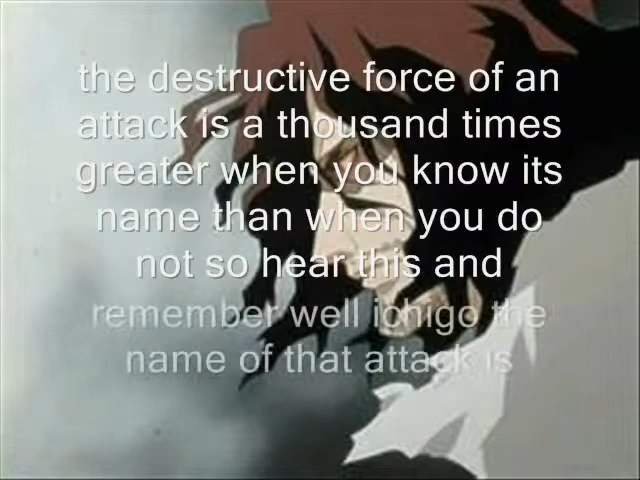 the destructive force of an
attack is a thousand times
greater when you know its
name than when you do
not so hear this and
remember well ichigo the
name of that attack is